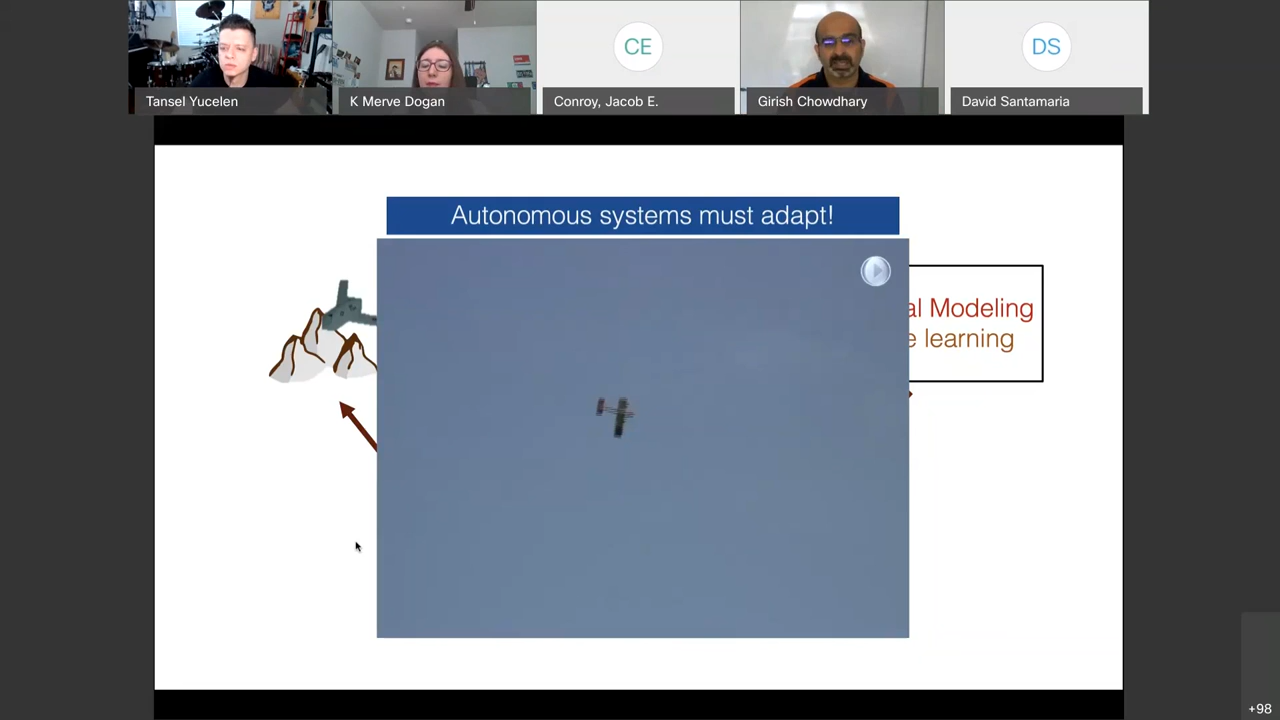 CE
DS
Tansel Yucelen
K Merve Dogan
Conroy, Jacob E.
Girish Chowdhary
David Santamaria
Autonomous systems must adapt!
al Modeling
e learning
+98